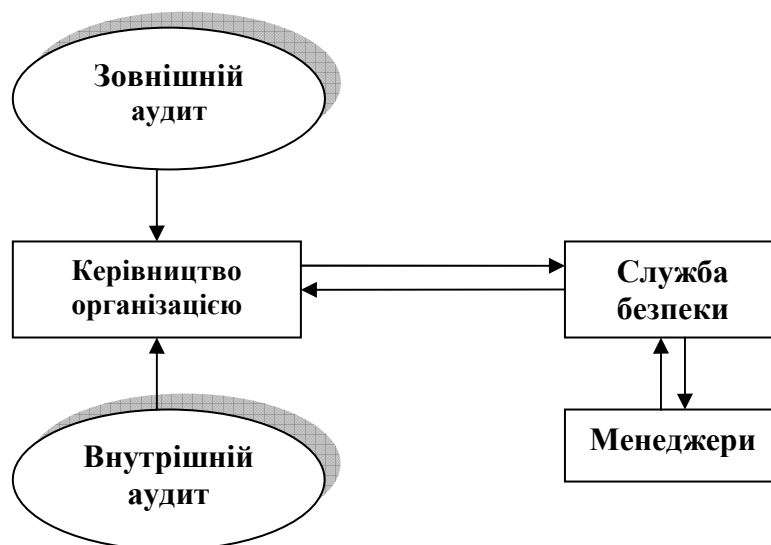 Зовнішній
аудит
Керівництво
організацією
Служба
безпеки
Внутрішній
аудит
Менеджери